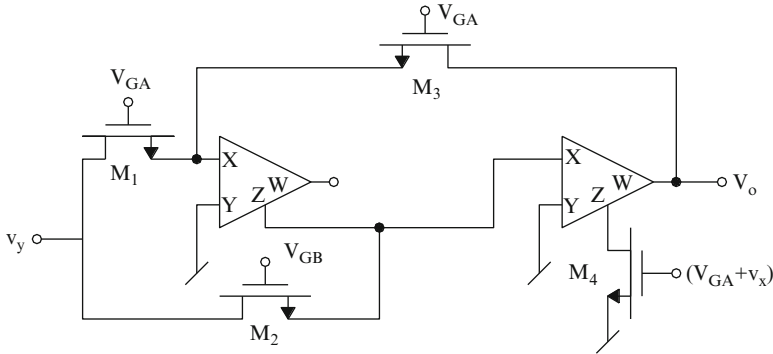 V_GA
M_3
V_GA
M_1
X
W
Z
Y
X
W
Z
Y
V_o
v_y
V_GB
M_2
M_4
(V_GA+v_x)